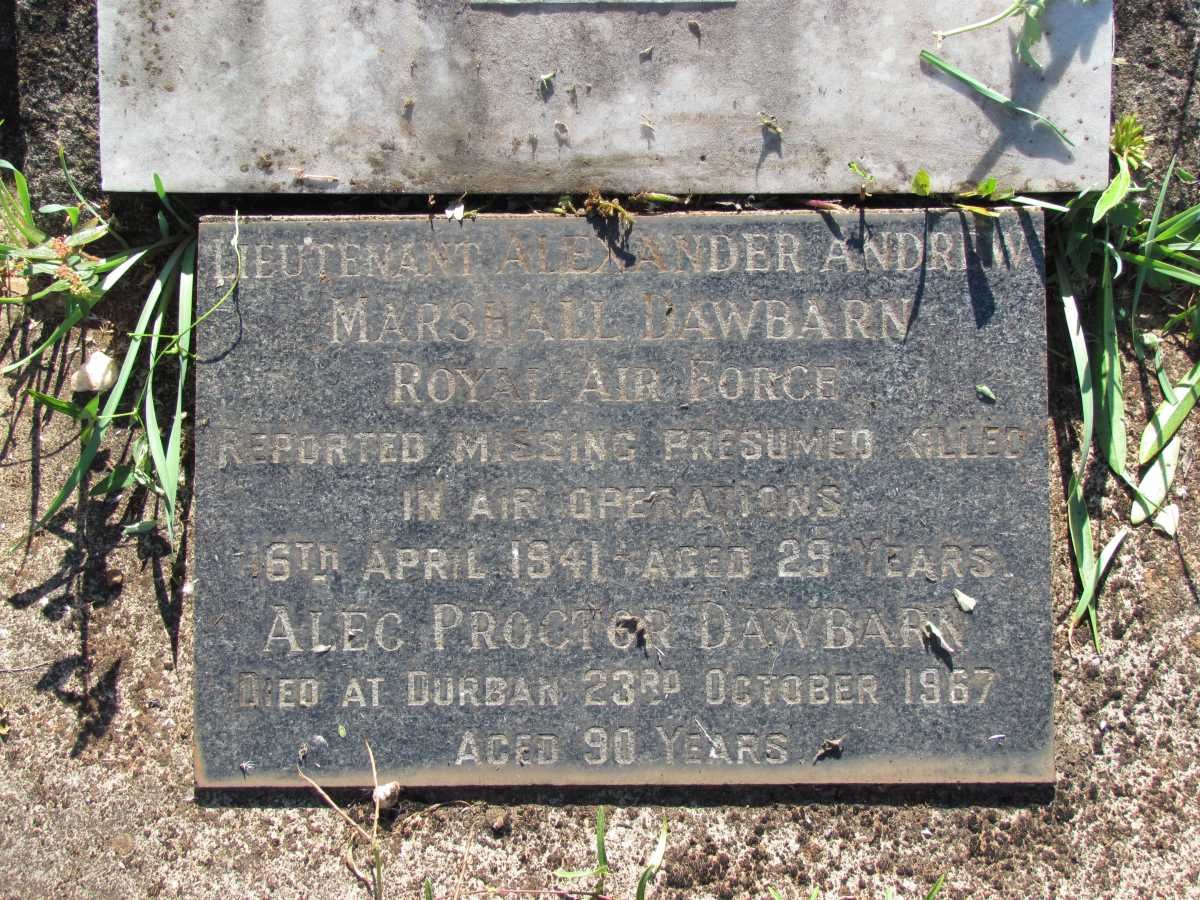 LIEUTENANT ALEXANDER ANDREW
MARSHALL DAWBARN
ROYAL AIR FORCE
REPORTED MISSING PRESUMED KILLED
IN AIR OPERATIONS
16TH APRIL 1941 - AGED 29 YEARS.
ALEC PROCTOR DAWBARN
DIED AT DURBAN 23RD OCTOBER 1967
AGED 90 YEARS